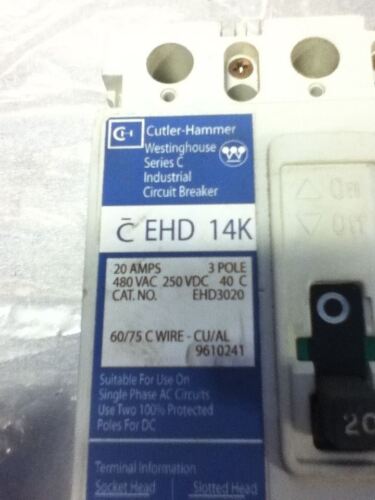 CH Cutler-Hammer
Westinghouse
Series C
Industrial
Circuit Breaker
W
C̄ EHD 14K
20 AMPS 3 POLE
480 VAC 250 VDC 40 C
CAT. NO. EHD3020
60/75 C WIRE - CU/AL
9610241
Suitable For Use On
Single Phase AC Circuits
Use Two 100% Protected
Poles For DC
Terminal Information
Socket Head Slotted Head
O
20